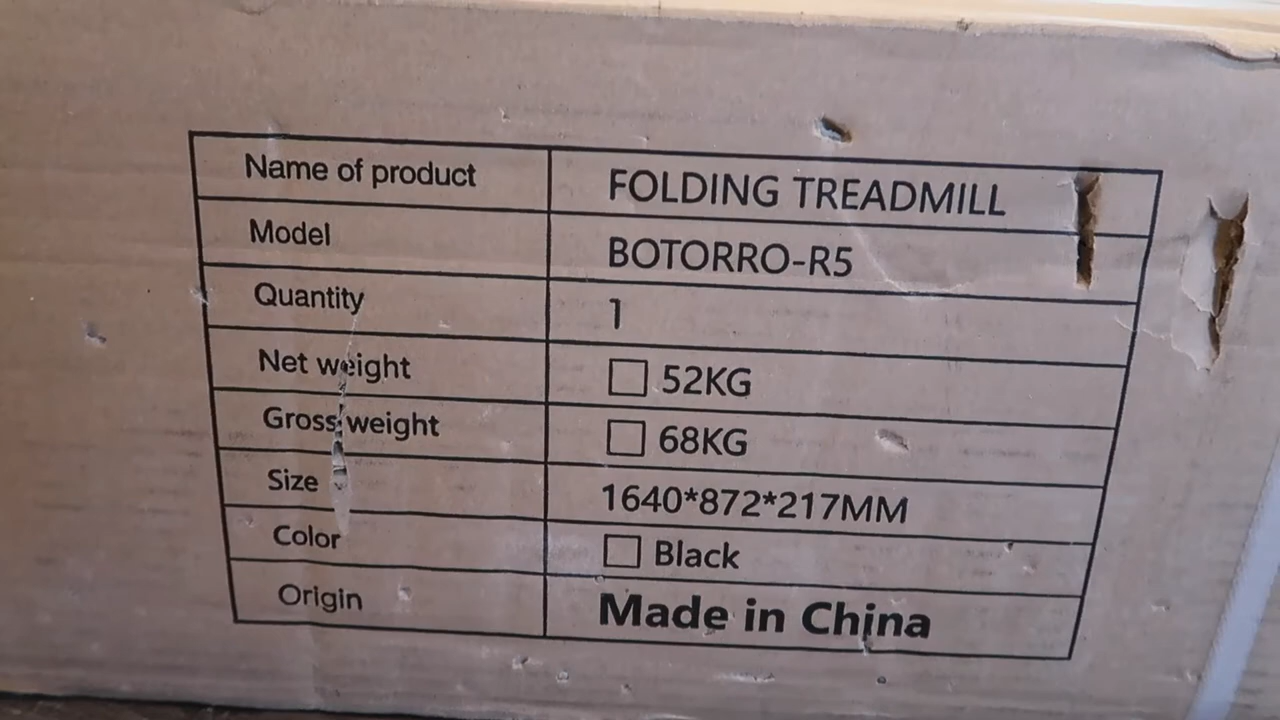 Name of product FOLDING TREADMILL
Model BOTORRO-R5
Quantity 1
Net weight 52KG
Gross weight 68KG
Size 1640*872*217MM
Color Black
Origin Made in China